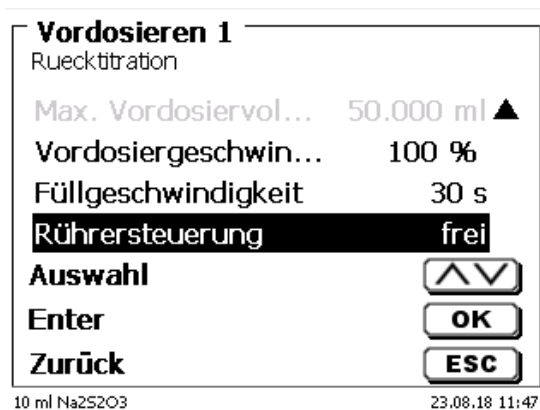 Vordosieren 1
Ruecktitration
Max. Vordosiervol... 50.000 ml ▲
Vordosiergeschwin... 100 %
Füllgeschwindigkeit 30 s
Rührersteuerung frei
Auswahl
Enter OK
Zurück ESC
10 ml Na2S2O3 23.08.18 11:47